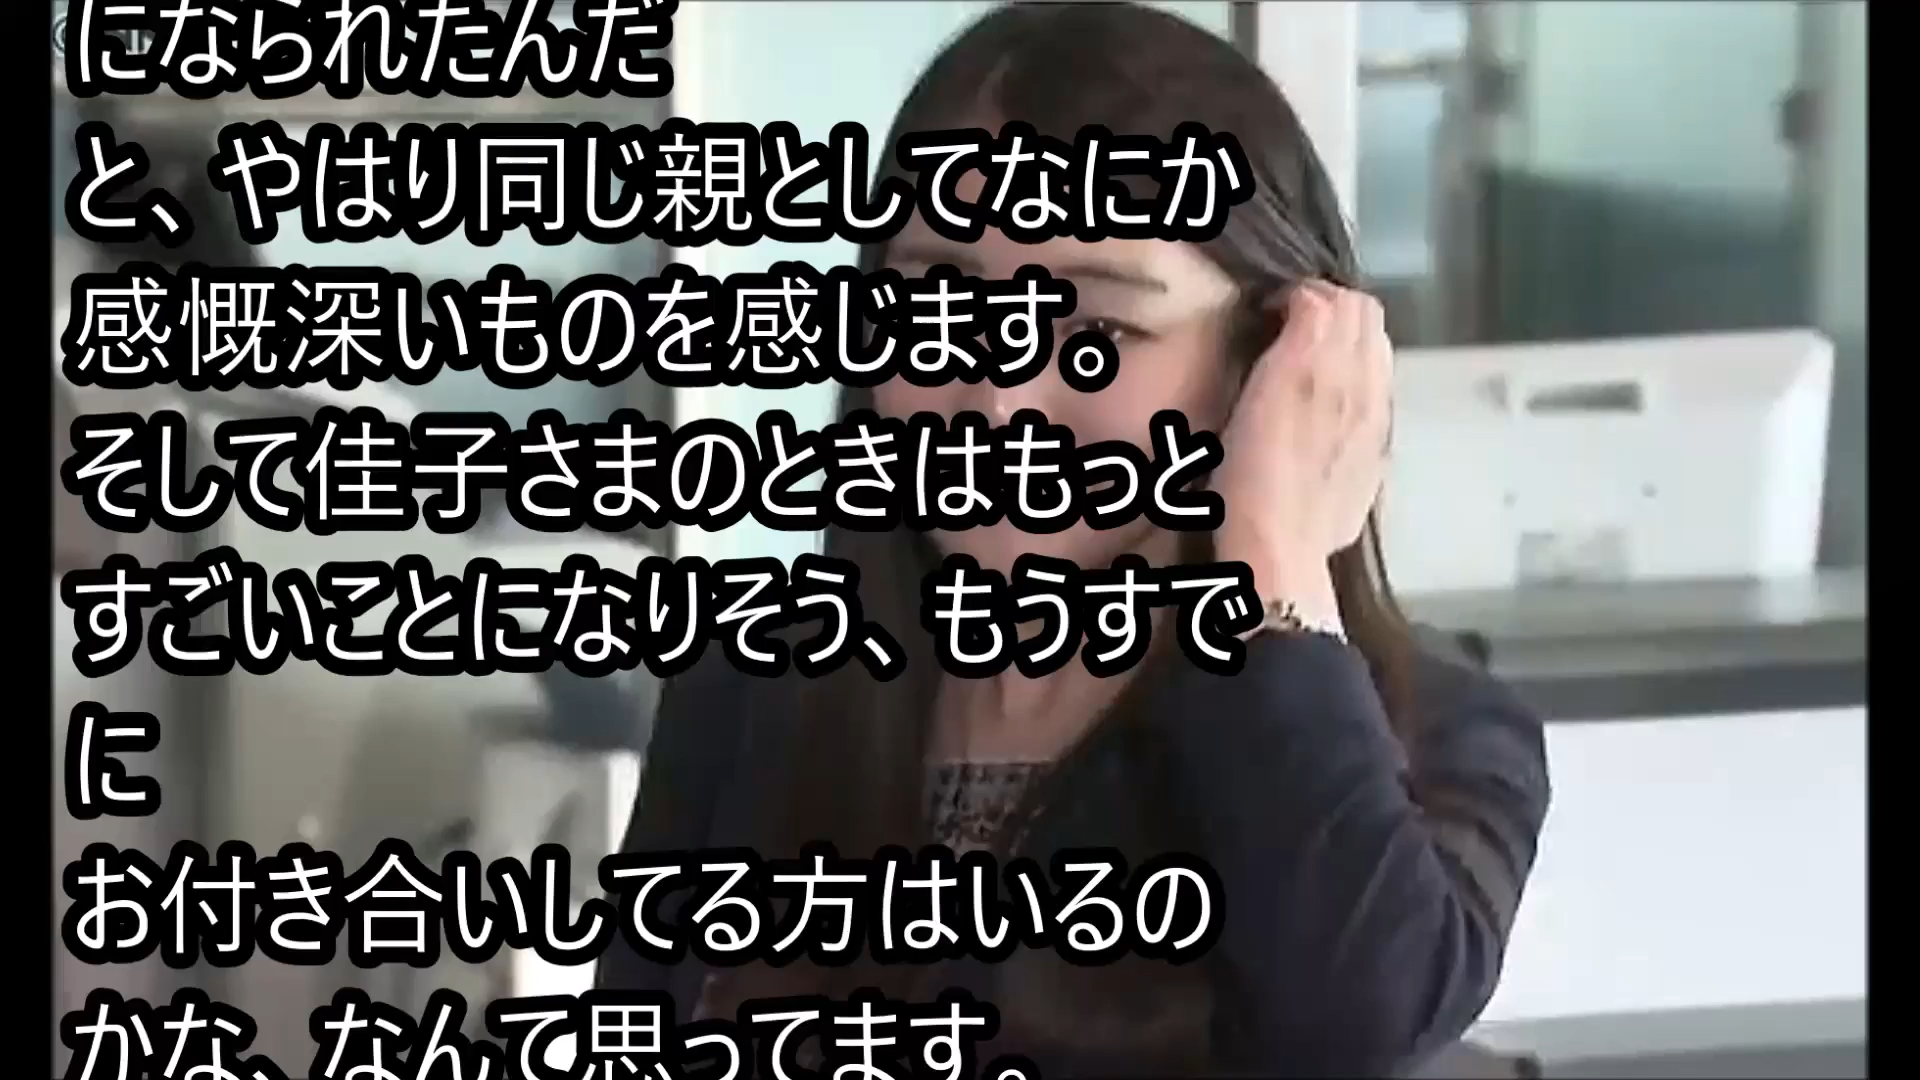 になられたんだ
と、やはり同じ親としてなにか
感慨深いものを感じます。
そして佳子さまのときはもっと
すごいことになりそう、もうすで
に
お付き合いしてる方はいるの
かな、なんて思ってます。